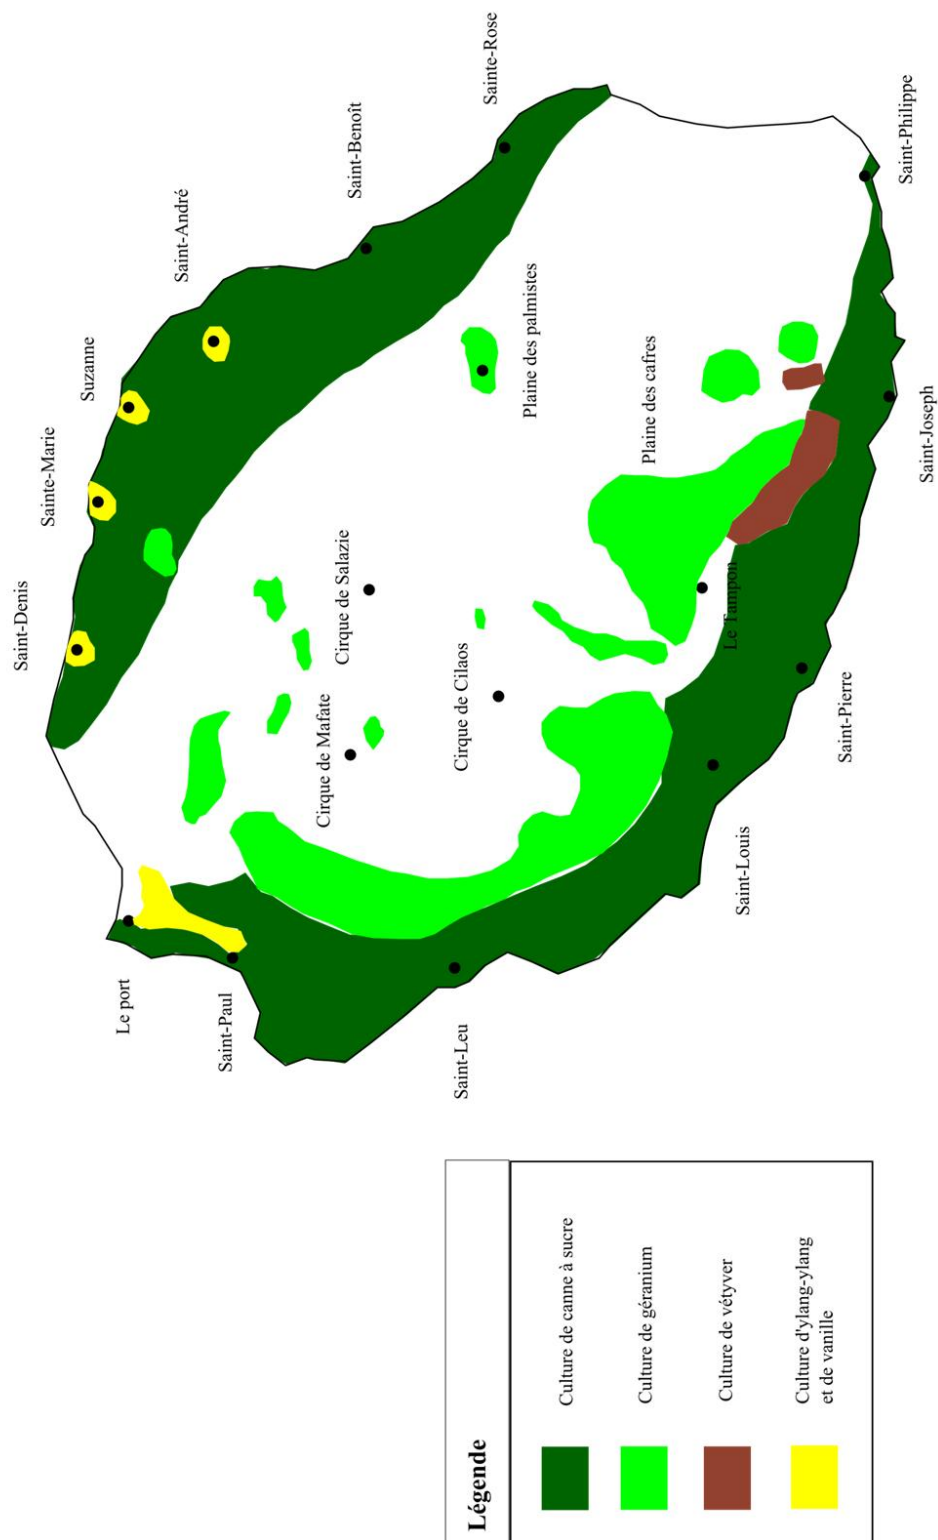 Saint-Denis
Sainte-Marie
Suzanne
Saint-André
Saint-Benoît
Sainte-Rose
Le port
Saint-Paul
Cirque de Mafate
Cirque de Salazie
Plaine des palmistes
Cirque de Cilaos
Plaine des cafres
Saint-Leu
Le Tampon
Saint-Louis
Saint-Pierre
Saint-Joseph
Saint-Philippe
Légende
Culture de canne à sucre
Culture de géranium
Culture de vétyver
Culture d'ylang-ylang
et de vanille